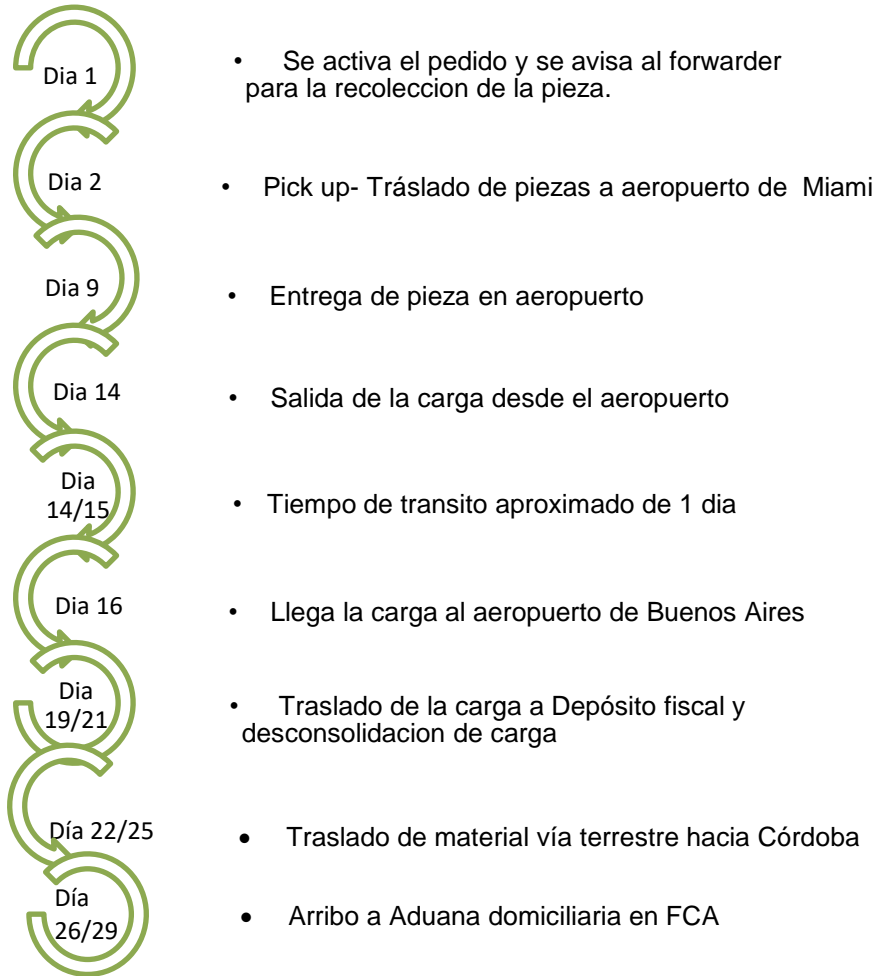 Dia 1
• Se activa el pedido y se avisa al forwarder
para la recoleccion de la pieza.
Dia 2
• Pick up- Tráslado de piezas a aeropuerto de Miami
Dia 9
• Entrega de pieza en aeropuerto
Dia 14
• Salida de la carga desde el aeropuerto
Dia
14/15
• Tiempo de transito aproximado de 1 dia
Dia 16
• Llega la carga al aeropuerto de Buenos Aires
Dia
19/21
• Traslado de la carga a Depósito fiscal y
desconsolidacion de carga
Día 22/25
• Traslado de material vía terrestre hacia Córdoba
Día
26/29
• Arribo a Aduana domiciliaria en FCA